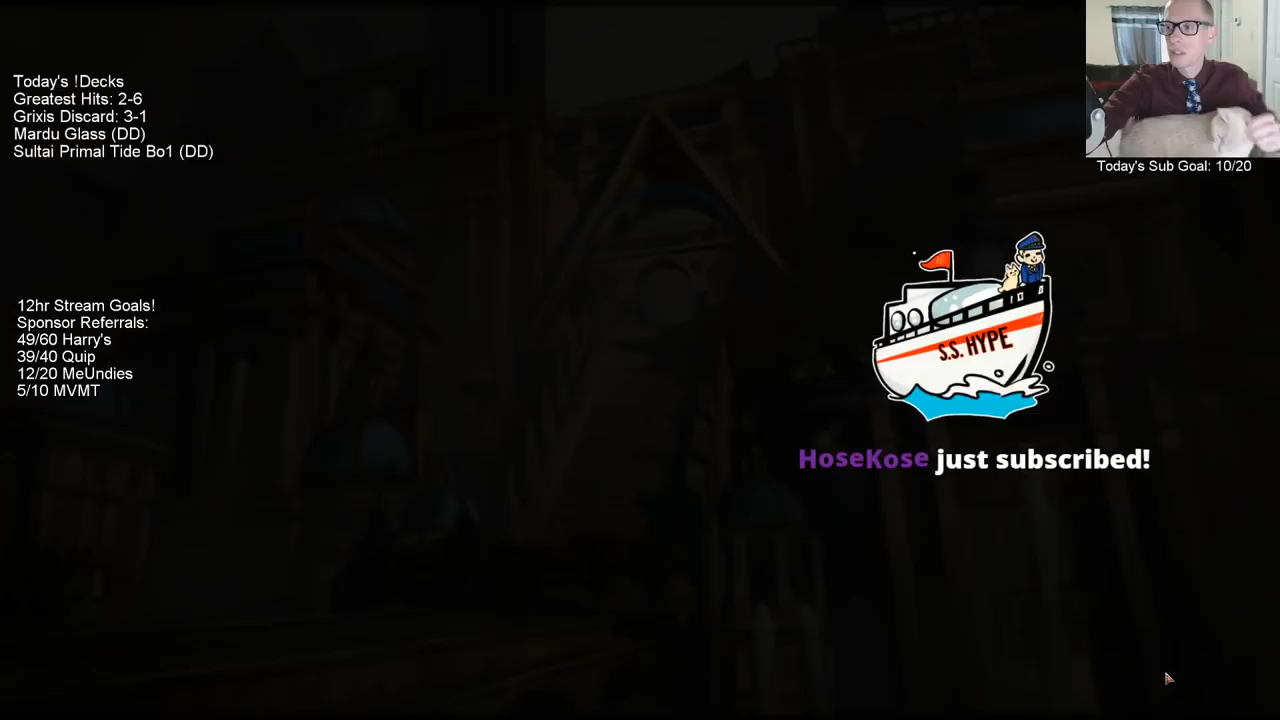 Today's !Decks
Greatest Hits: 2-6
Grixis Discard: 3-1
Mardu Glass (DD)
Sultai Primal Tide Bo1 (DD)
Today's Sub Goal: 10/20
12hr Stream Goals!
Sponsor Referrals:
49/60 Harry's
39/40 Quip
12/20 MeUndies
5/10 MVMT
S.S. HYPE
HoseKose just subscribed!